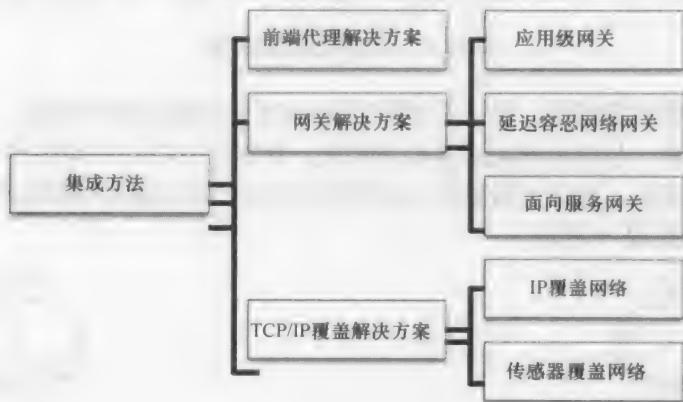 集成方法
前端代理解决方案
网关解决方案
应用级网关
延迟容忍网络网关
面向服务网关
TCP/IP覆盖解决方案
IP覆盖网络
传感器覆盖网络